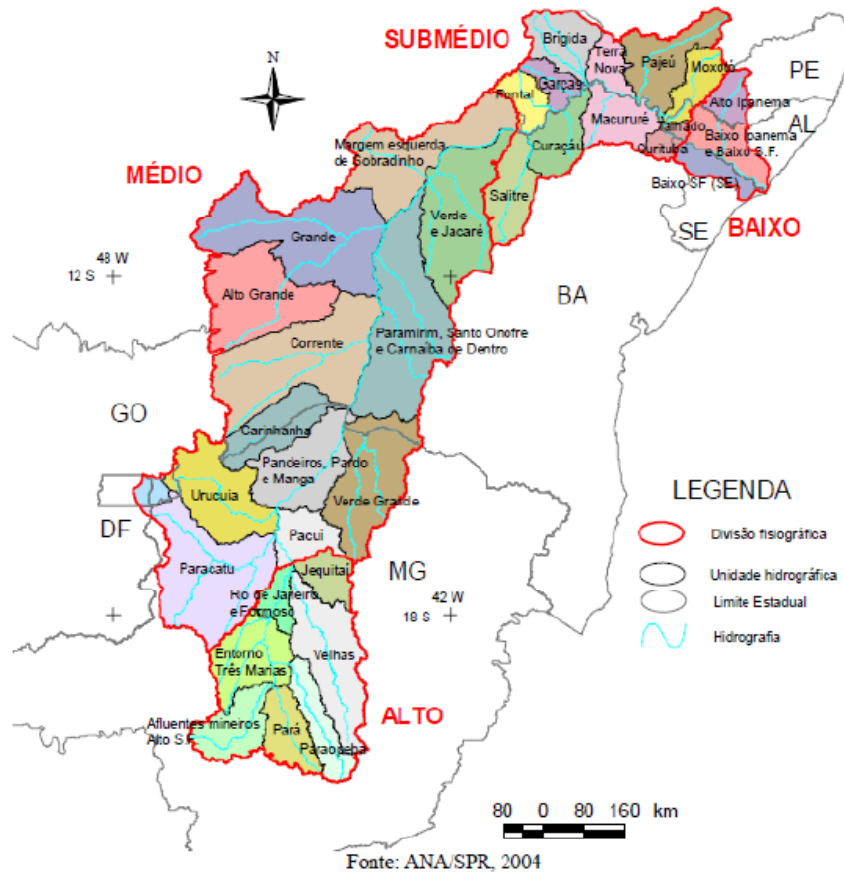 SUBMÉDIO
Brígida
Terra
Nova
Pajeú
Moxotó
PE
Garças
Pontal
Alto Ipanema
AL
Macururé
Talhado
Curituba
Baixo Ipanema
e Baixo S.F.
Curaçáu
Margem esquerda
de Sobradinho
MÉDIO
Baixo SF (SE)
Salitre
Verde
e Jacaré
BAIXO
SE
N
Grande
48 W
12 S
Alto Grande
BA
Paramirim, Santo Onofre
e Carnaíba de Dentro
Corrente
GO
Carinhanha
Pandeiros, Pardo
e Manga
Urucuia
Verde Grande
LEGENDA
DF
Divisão fisiográfica
Pacuí
MG
Paracatu
Jequitaí
Unidade hidrográfica
Rio de Janeiro
e Formoso
42 W
18 S
Limite Estadual
Hidrografia
Velhas
Entorno
Três Marias
Afluentes mineiros
Alto S.F.
Pará
ALTO
Paraopeba
80 0 80 160 km
Fonte: ANA/SPR, 2004